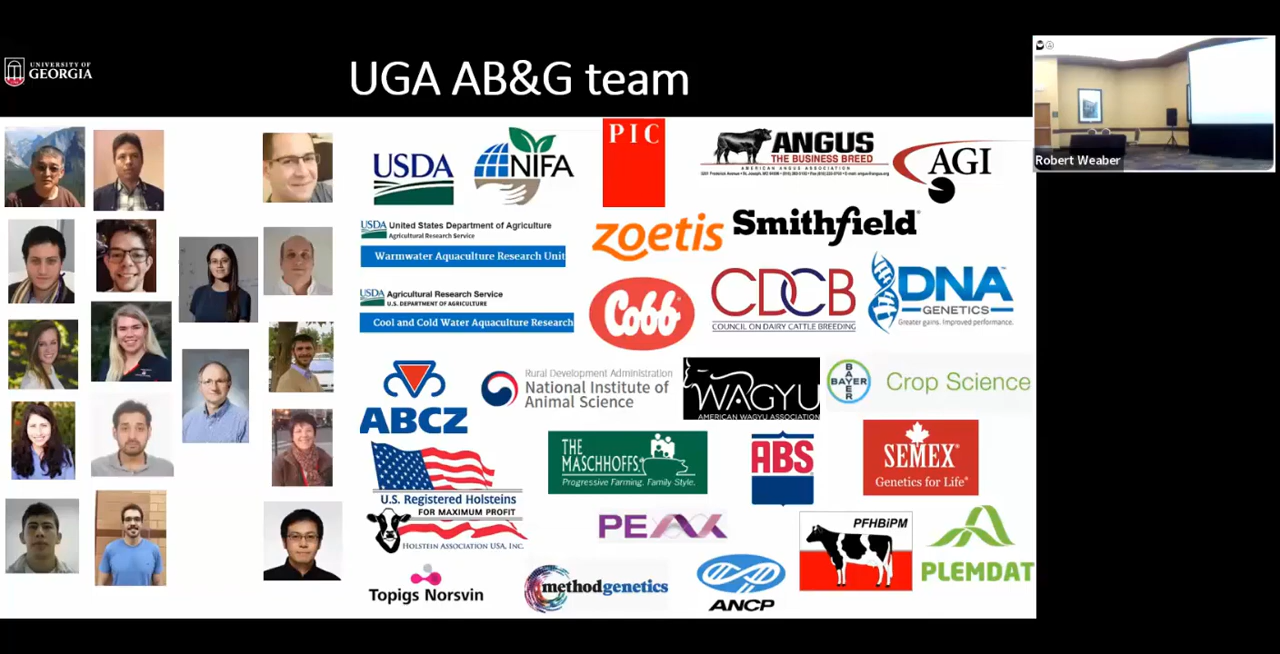 UNIVERSITY OF
GEORGIA
UGA AB&G team
Robert Weaber
USDA
NIFA
PIC
ANGUS
THE BUSINESS BREED
AMERICAN ANGUS ASSOCIATION
AGI
USDA United States Department of Agriculture
Agricultural Research Service
Warmwater Aquaculture Research Unit
zoetis
Smithfield
USDA Agricultural Research Service
U.S. DEPARTMENT OF AGRICULTURE
Cool and Cold Water Aquaculture Research
Cobb
CDCB
COUNCIL ON DAIRY CATTLE BREEDING
DNA
GENETICS
Greater gains. Improved performance.
ABCZ
Rural Development Administration
National Institute of
Animal Science
WAGYU
AMERICAN WAGYU ASSOCIATION
BAYER
BAYER
Crop Science
U.S. Registered Holsteins
FOR MAXIMUM PROFIT
HOLSTEIN ASSOCIATION USA, INC.
THE
MASCHHOFFS
Progressive Farming. Family Style.
ABS
SEMEX
Genetics for Life®
PEAK
PFHBiPM
PLEMDAT
Topigs Norsvin
methodgenetics
ANCP